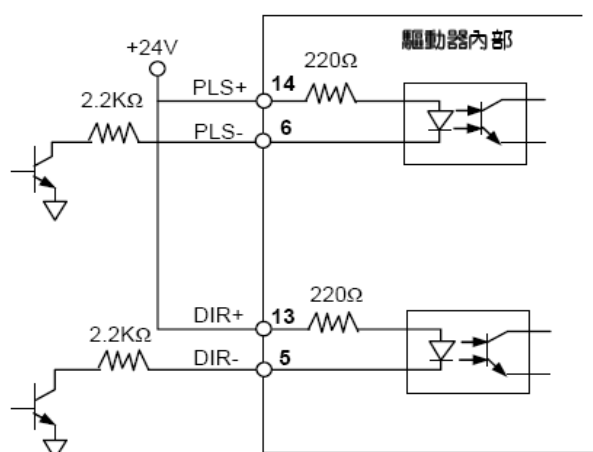 驅動器內部
+24V
220Ω
PLS+
14
2.2KΩ
PLS-
6
220Ω
DIR+
13
2.2KΩ
DIR-
5